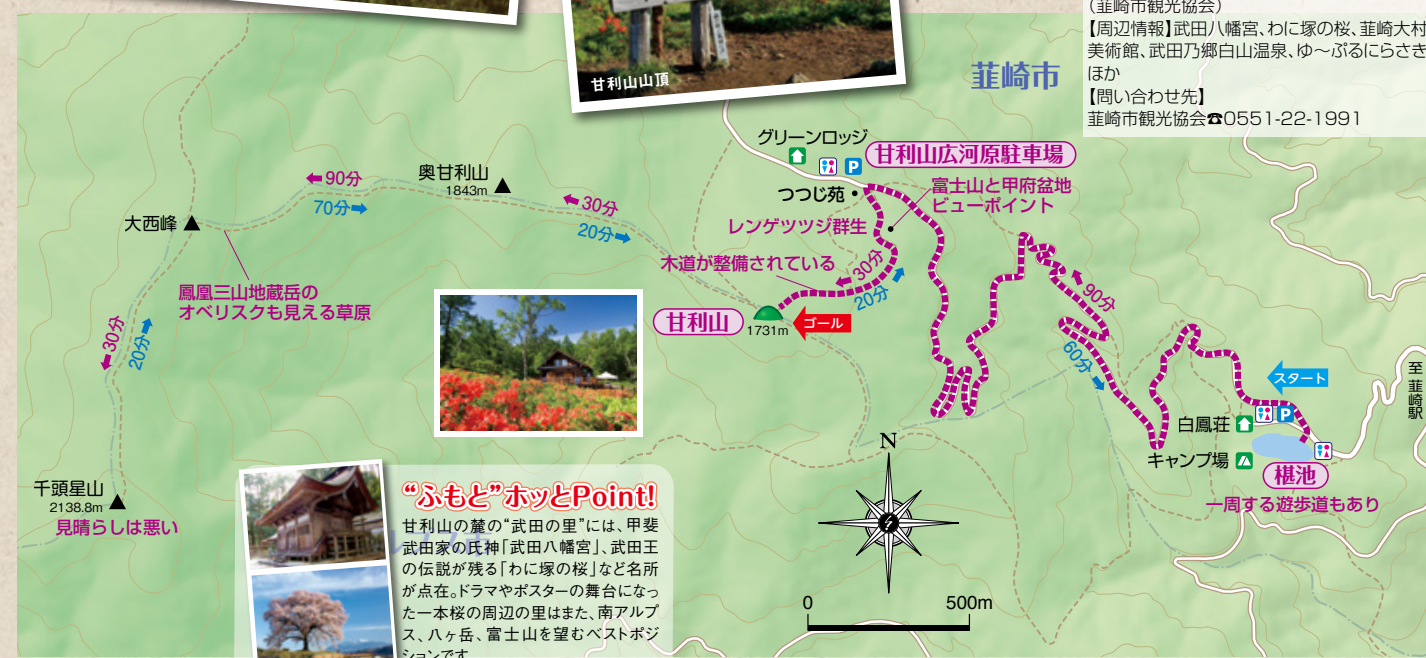 甘利山山頂
(韮崎市観光協会)
【周辺情報】武田八幡宮、わに塚の桜、韮崎大村
美術館、武田乃郷白山温泉、ゆ〜ぷるにらさき
ほか
【問い合わせ先】
韮崎市観光協会☎0551-22-1991
韮崎市
グリーンロッジ
P
甘利山広河原駐車場
つつじ苑
富士山と甲府盆地
ビューポイント
レンゲツツジ群生
木道が整備されている
30分
20分
奥甘利山
1843m
90分
70分
30分
20分
大西峰
鳳凰三山地蔵岳の
オベリスクも見える草原
30分
20分
甘利山
1731m
ゴール
90分
60分
スタート
P
白鳳荘
キャンプ場
椹池
一周する遊歩道もあり
至韮崎駅
千頭星山
2138.8m
見晴らしは悪い
N
0 500m
“ふもと”ホッとPoint!
甘利山の麓の“武田の里”には、甲斐
武田家の氏神「武田八幡宮」、武田王
の伝説が残る「わに塚の桜」など名所
が点在。ドラマやポスターの舞台になっ
た一本桜の周辺の里はまた、南アルプ
ス、八ヶ岳、富士山を望むベストポジ
ションです。